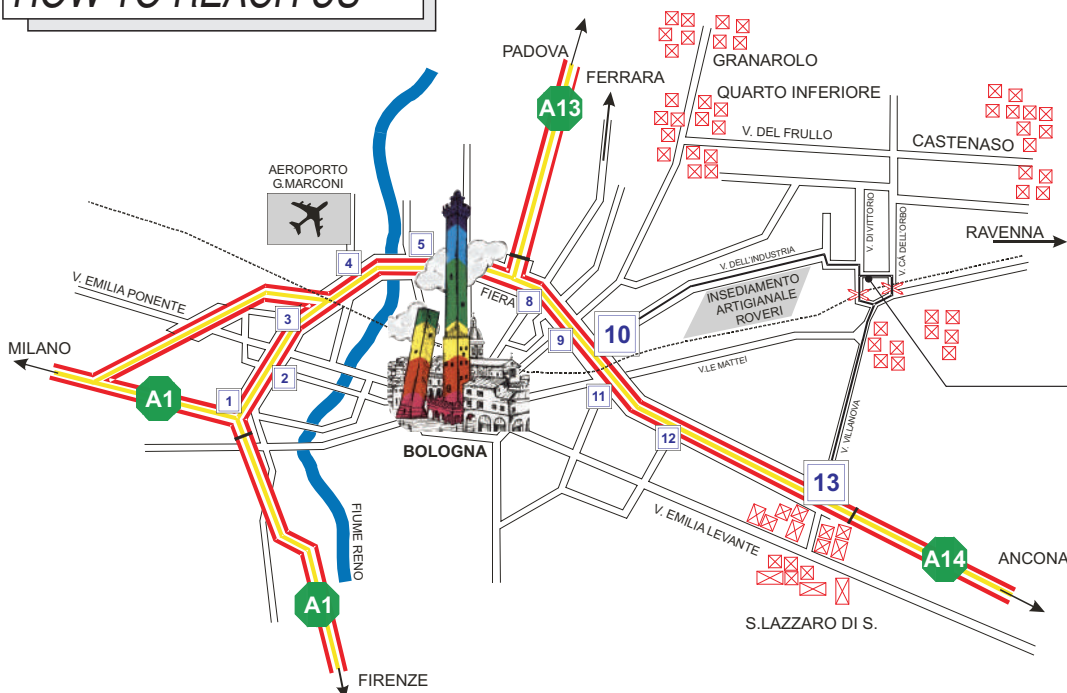 HOW TO REACH US
PADOVA
FERRARA
GRANAROLO
QUARTO INFERIORE
A13
V. DEL FRULLO
CASTENASO
AEROPORTO
G.MARCONI
V. DI VITTORIO
V. CÀ DELL'ORBO
RAVENNA
5
4
V. DELL'INDUSTRIA
V. EMILIA PONENTE
FIERA
8
INSEDIAMENTO
ARTIGIANALE
ROVERI
3
10
9
MILANO
2
V.LE MATTEI
A1
1
11
12
BOLOGNA
V. VILLANOVA
13
FIUME RENO
V. EMILIA LEVANTE
A14
ANCONA
A1
S.LAZZARO DI S.
FIRENZE